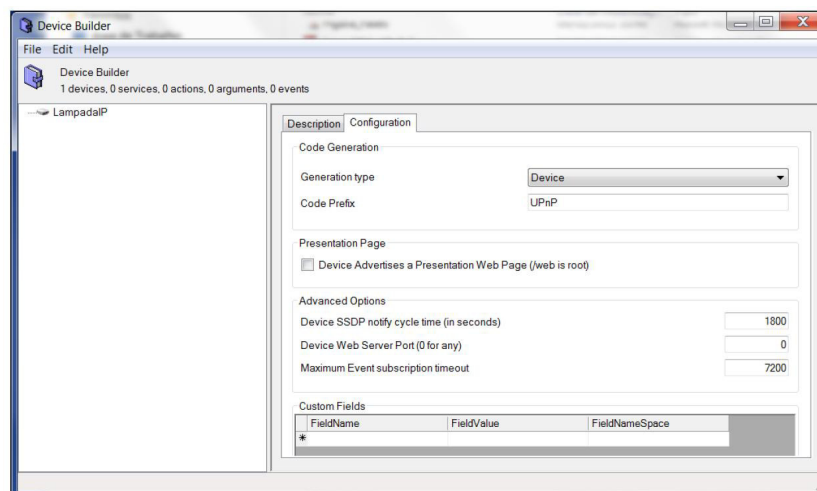 Device Builder
File Edit Help
Device Builder
1 devices, 0 services, 0 actions, 0 arguments, 0 events
LampadaIP
Description Configuration
Code Generation
Generation type Device
Code Prefix UPnP
Presentation Page
Device Advertises a Presentation Web Page (/web is root)
Advanced Options
Device SSDP notify cycle time (in seconds) 1800
Device Web Server Port (0 for any) 0
Maximum Event subscription timeout 7200
Custom Fields
FieldName FieldValue FieldNameSpace